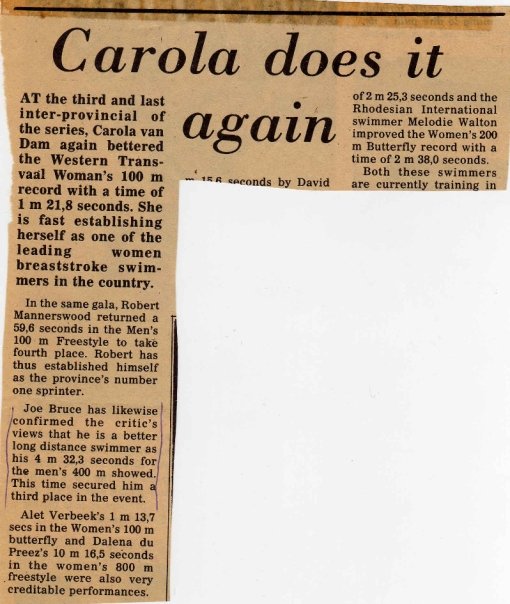 Carola does it
again
AT the third and last
inter-provincial of
the series, Carola van
Dam again bettered
the Western Trans-
vaal Woman's 100 m
record with a time of
1 m 21,8 seconds. She
is fast establishing
herself as one of the
leading women
breaststroke swim-
mers in the country.
In the same gala, Robert
Mannerswood returned a
59,6 seconds in the Men's
100 m Freestyle to take
fourth place. Robert has
thus established himself
as the province's number
one sprinter.
Joe Bruce has likewise
confirmed the critic's
views that he is a better
long distance swimmer as
his 4 m 32,3 seconds for
the men's 400 m showed.
This time secured him a
third place in the event.
Alet Verbeek's 1 m 13,7
secs in the Women's 100 m
butterfly and Dalena du
Preez's 10 m 16,5 seconds
in the women's 800 m
freestyle were also very
creditable performances.
m 15,6 seconds by David
of 2 m 25,3 seconds and the
Rhodesian International
swimmer Melodie Walton
improved the Women's 200
m Butterfly record with a
time of 2 m 38,0 seconds.
Both these swimmers
are currently training in